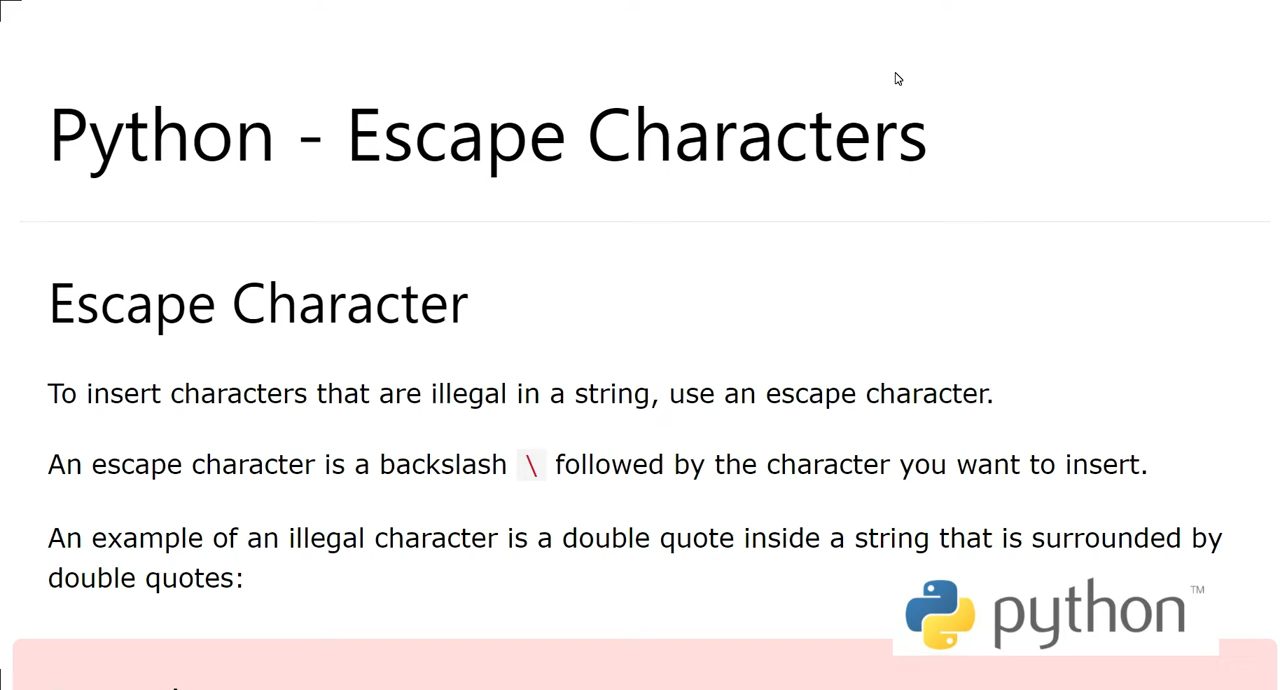 Python - Escape Characters
Escape Character
To insert characters that are illegal in a string, use an escape character.
An escape character is a backslash \ followed by the character you want to insert.
An example of an illegal character is a double quote inside a string that is surrounded by
double quotes:
python™